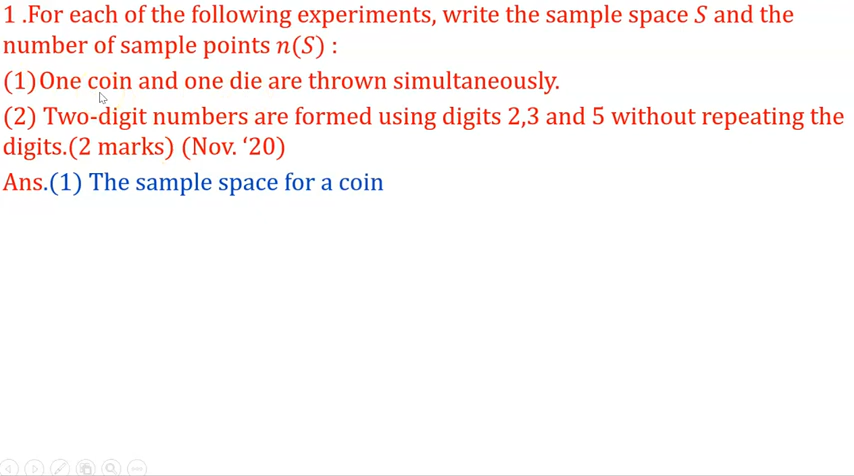 1 .For each of the following experiments, write the sample space S and the
number of sample points n(S) :
(1)One coin and one die are thrown simultaneously.
(2) Two-digit numbers are formed using digits 2,3 and 5 without repeating the
digits.(2 marks) (Nov. ‘20)
Ans.(1) The sample space for a coin